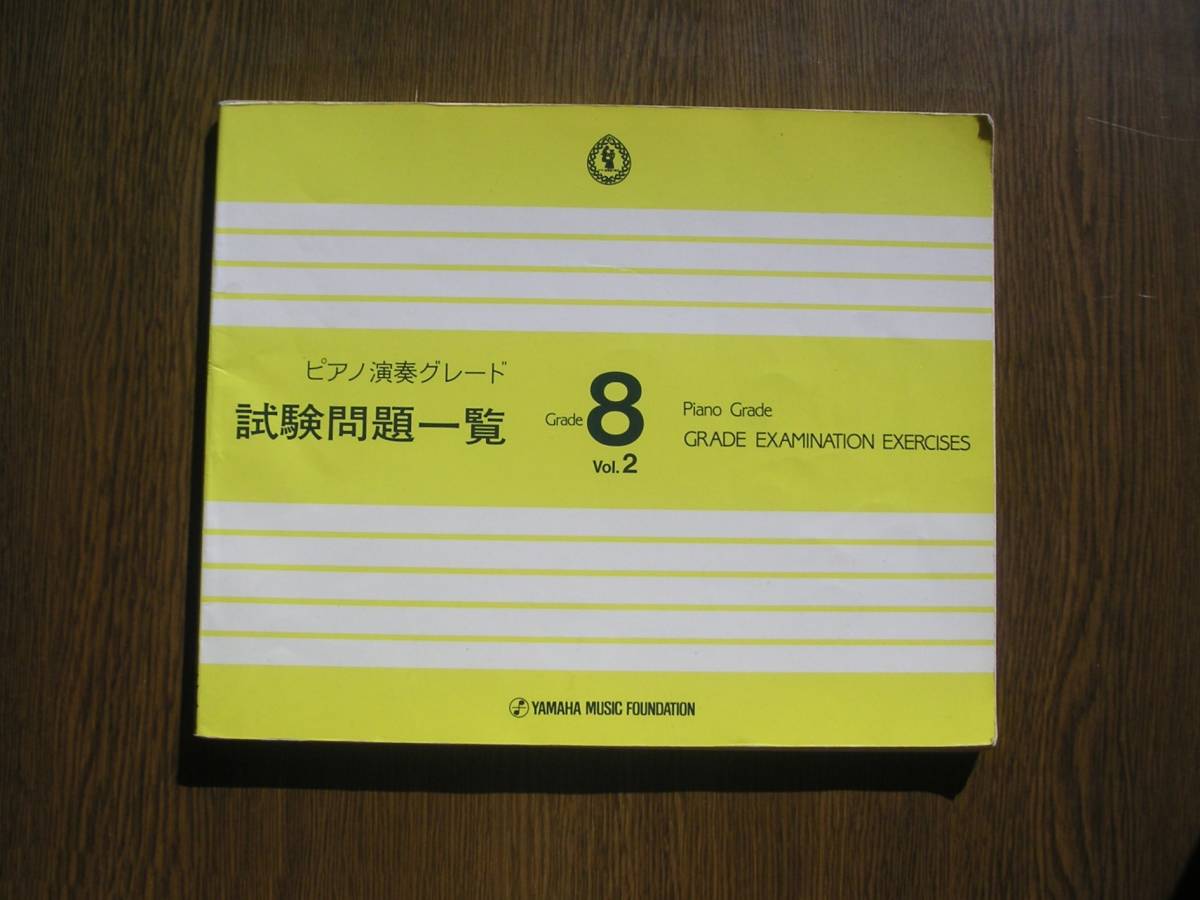 ピアノ演奏グレード
試験問題一覧
Grade 8
Vol.2
Piano Grade
GRADE EXAMINATION EXERCISES
YAMAHA MUSIC FOUNDATION